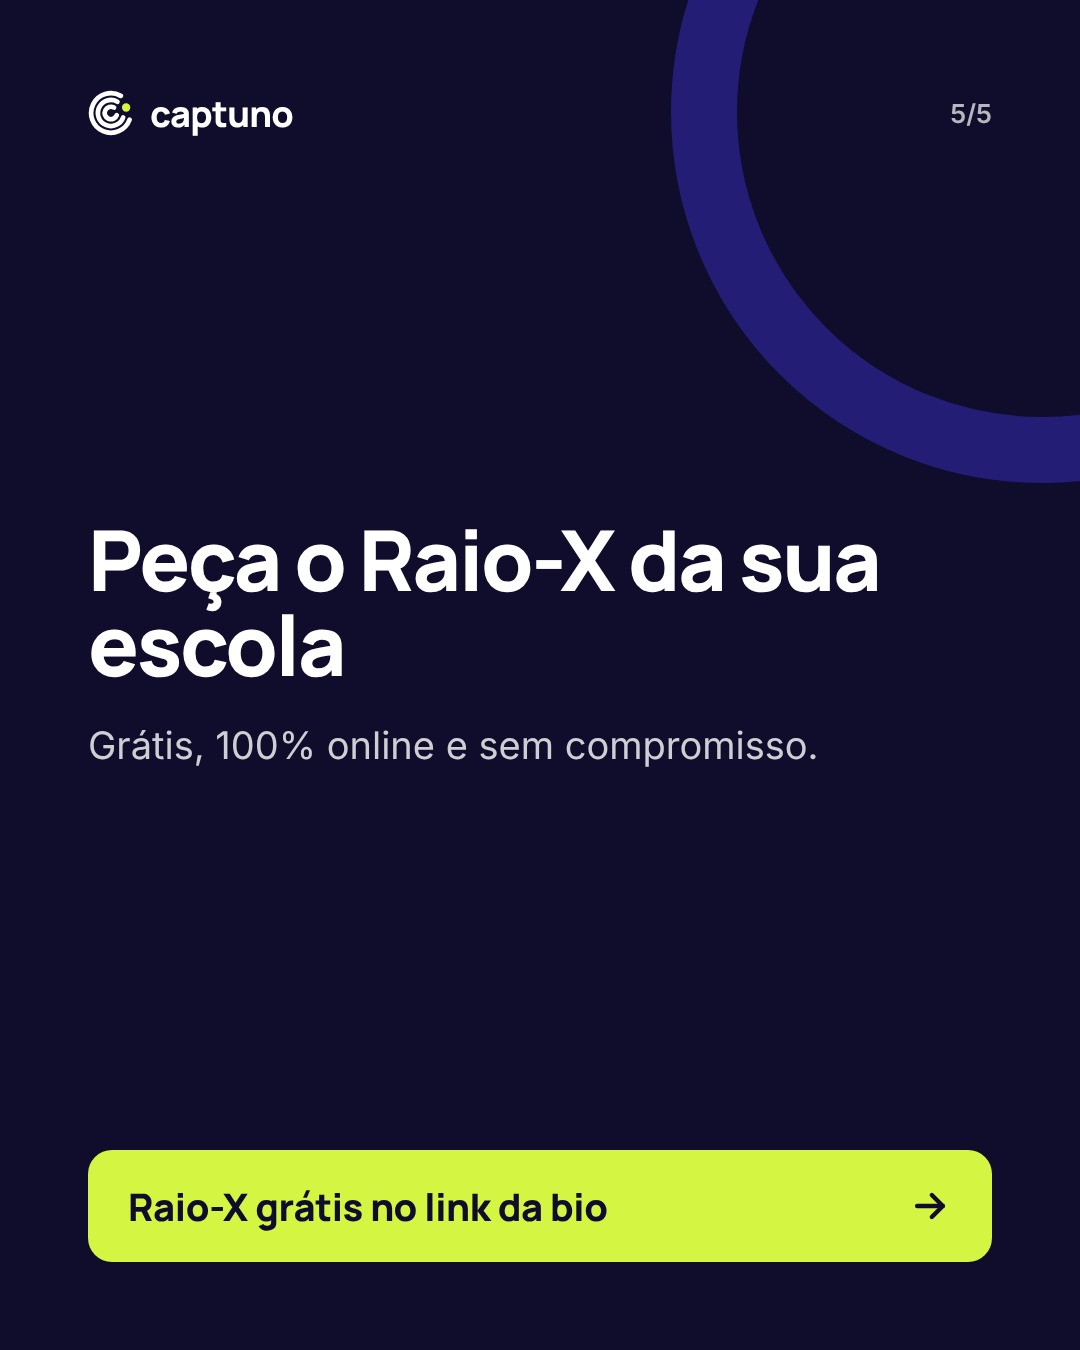 captuno
5/5
Peça o Raio-X da sua
escola
Grátis, 100% online e sem compromisso.
Raio-X grátis no link da bio